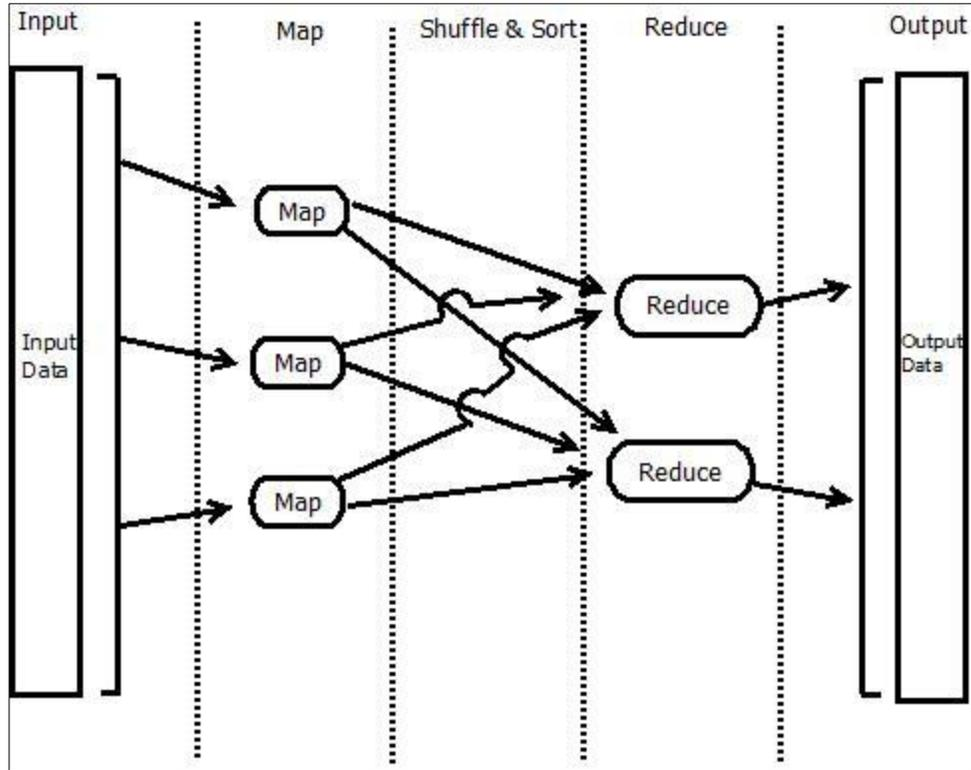 Input
Map
Shuffle & Sort
Reduce
Output
Map
Map
Map
Reduce
Reduce
Input
Data
Output
Data